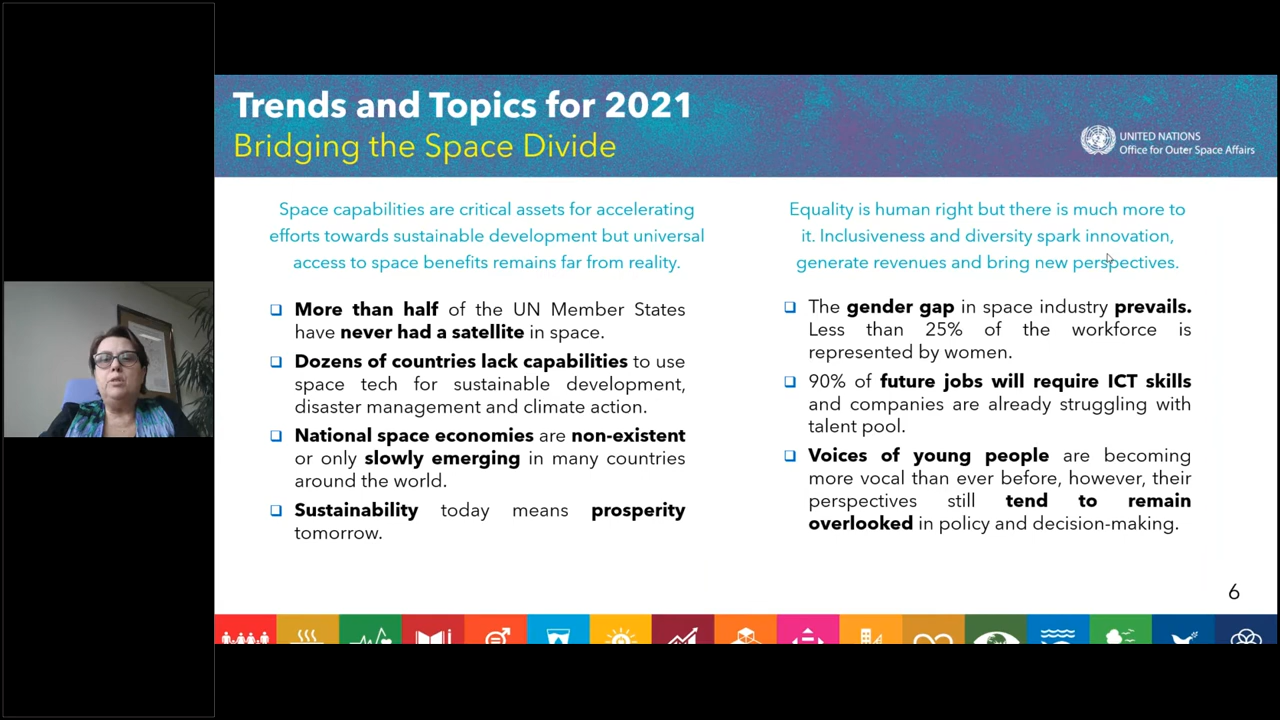 Trends and Topics for 2021
Bridging the Space Divide
UNITED NATIONS
Office for Outer Space Affairs
Space capabilities are critical assets for accelerating
efforts towards sustainable development but universal
access to space benefits remains far from reality.
❑ More than half of the UN Member States
have never had a satellite in space.
❑ Dozens of countries lack capabilities to use
space tech for sustainable development,
disaster management and climate action.
❑ National space economies are non-existent
or only slowly emerging in many countries
around the world.
❑ Sustainability today means prosperity
tomorrow.
Equality is human right but there is much more to
it. Inclusiveness and diversity spark innovation,
generate revenues and bring new perspectives.
❑ The gender gap in space industry prevails.
Less than 25% of the workforce is
represented by women.
❑ 90% of future jobs will require ICT skills
and companies are already struggling with
talent pool.
❑ Voices of young people are becoming
more vocal than ever before, however, their
perspectives still tend to remain
overlooked in policy and decision-making.
6